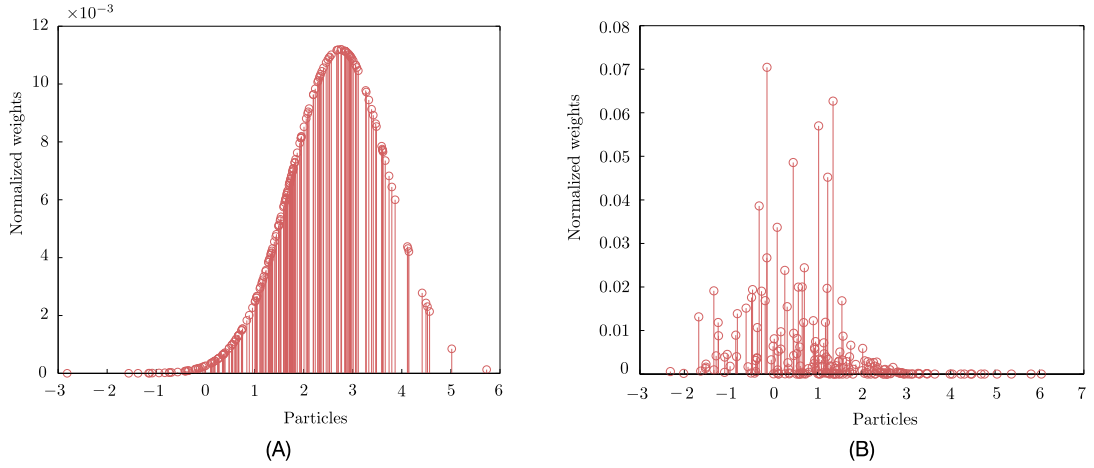 ×10−3
12
10
8
6
4
2
0
Normalized weights
−3 −2 −1 0 1 2 3 4 5 6
Particles
(A)
0.08
0.07
0.06
0.05
0.04
0.03
0.02
0.01
0
Normalized weights
−3 −2 −1 0 1 2 3 4 5 6 7
Particles
(B)